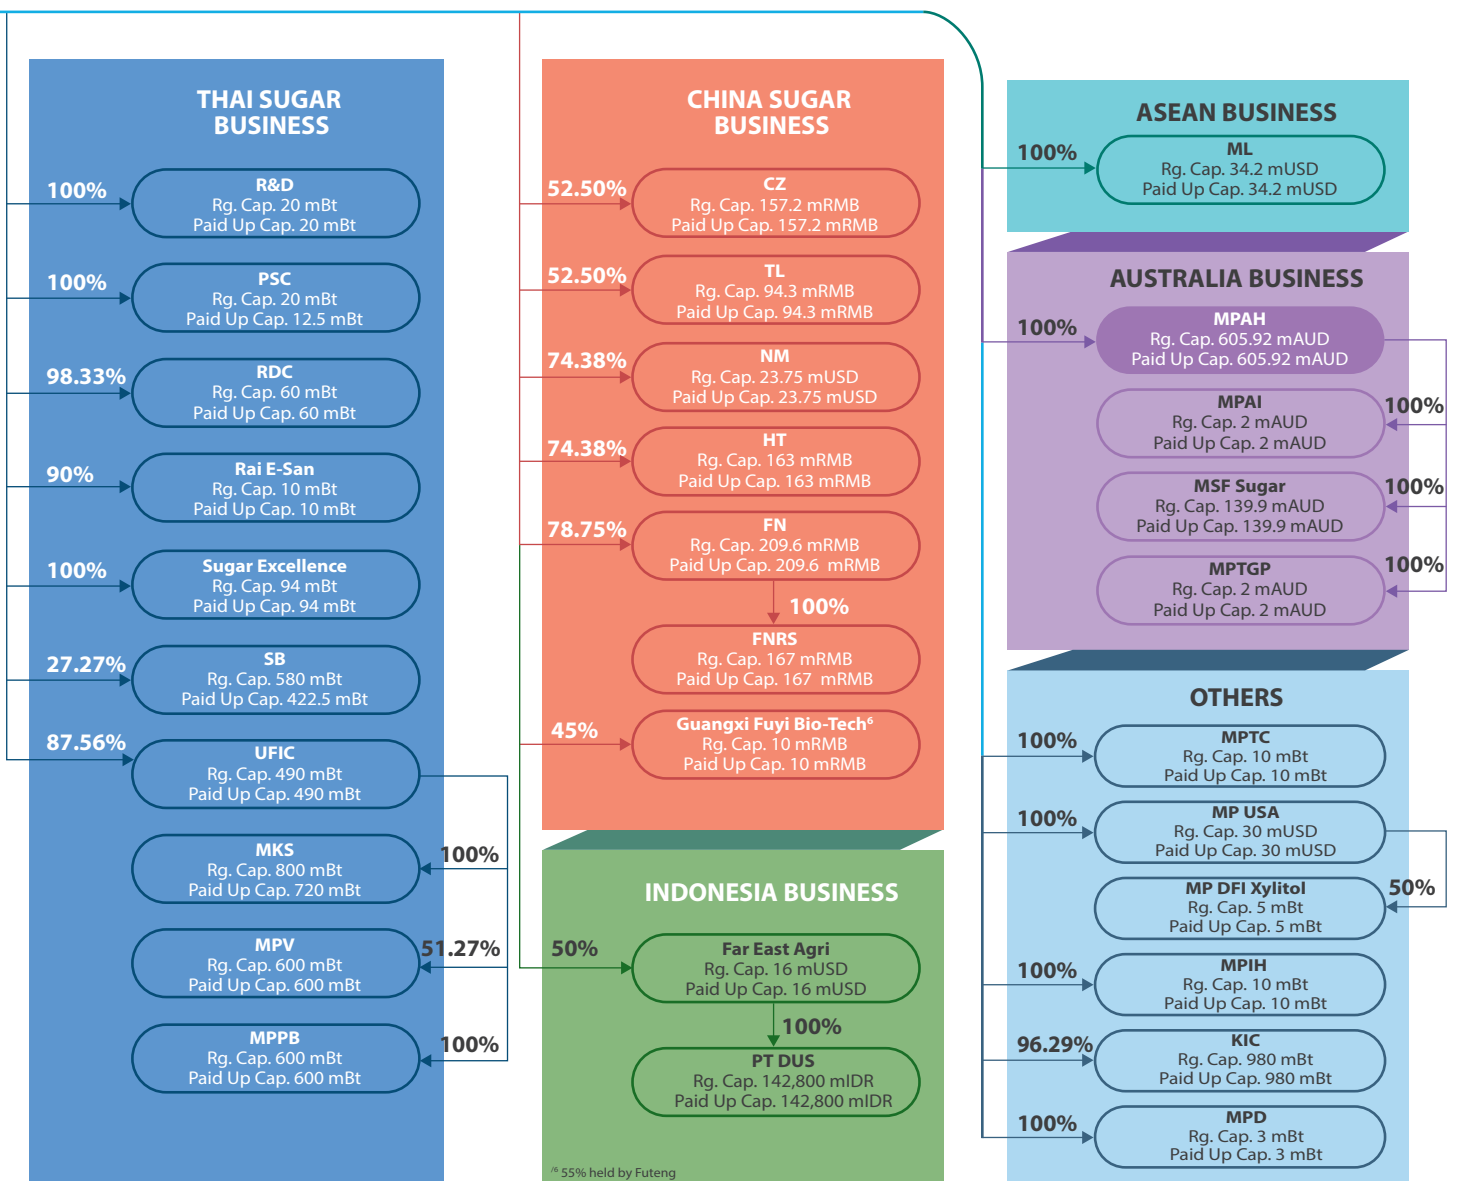 THAI SUGAR
BUSINESS
100%
R&D
Rg. Cap. 20 mBt
Paid Up Cap. 20 mBt
100%
PSC
Rg. Cap. 20 mBt
Paid Up Cap. 12.5 mBt
98.33%
RDC
Rg. Cap. 60 mBt
Paid Up Cap. 60 mBt
90%
Rai E-San
Rg. Cap. 10 mBt
Paid Up Cap. 10 mBt
100%
Sugar Excellence
Rg. Cap. 94 mBt
Paid Up Cap. 94 mBt
27.27%
SB
Rg. Cap. 580 mBt
Paid Up Cap. 422.5 mBt
87.56%
UFIC
Rg. Cap. 490 mBt
Paid Up Cap. 490 mBt
100%
MKS
Rg. Cap. 800 mBt
Paid Up Cap. 720 mBt
51.27%
MPV
Rg. Cap. 600 mBt
Paid Up Cap. 600 mBt
100%
MPPB
Rg. Cap. 600 mBt
Paid Up Cap. 600 mBt
CHINA SUGAR
BUSINESS
52.50%
CZ
Rg. Cap. 157.2 mRMB
Paid Up Cap. 157.2 mRMB
52.50%
TL
Rg. Cap. 94.3 mRMB
Paid Up Cap. 94.3 mRMB
74.38%
NM
Rg. Cap. 23.75 mUSD
Paid Up Cap. 23.75 mUSD
74.38%
HT
Rg. Cap. 163 mRMB
Paid Up Cap. 163 mRMB
78.75%
FN
Rg. Cap. 209.6 mRMB
Paid Up Cap. 209.6 mRMB
100%
FNRS
Rg. Cap. 167 mRMB
Paid Up Cap. 167 mRMB
45%
Guangxi Fuyi Bio-Tech⁶
Rg. Cap. 10 mRMB
Paid Up Cap. 10 mRMB
INDONESIA BUSINESS
50%
Far East Agri
Rg. Cap. 16 mUSD
Paid Up Cap. 16 mUSD
100%
PT DUS
Rg. Cap. 142,800 mIDR
Paid Up Cap. 142,800 mIDR
/6 55% held by Futeng
ASEAN BUSINESS
100%
ML
Rg. Cap. 34.2 mUSD
Paid Up Cap. 34.2 mUSD
AUSTRALIA BUSINESS
100%
MPAH
Rg. Cap. 605.92 mAUD
Paid Up Cap. 605.92 mAUD
100%
MPAI
Rg. Cap. 2 mAUD
Paid Up Cap. 2 mAUD
100%
MSF Sugar
Rg. Cap. 139.9 mAUD
Paid Up Cap. 139.9 mAUD
100%
MPTGP
Rg. Cap. 2 mAUD
Paid Up Cap. 2 mAUD
OTHERS
100%
MPTC
Rg. Cap. 10 mBt
Paid Up Cap. 10 mBt
100%
MP USA
Rg. Cap. 30 mUSD
Paid Up Cap. 30 mUSD
50%
MP DFI Xylitol
Rg. Cap. 5 mBt
Paid Up Cap. 5 mBt
100%
MPIH
Rg. Cap. 10 mBt
Paid Up Cap. 10 mBt
96.29%
KIC
Rg. Cap. 980 mBt
Paid Up Cap. 980 mBt
100%
MPD
Rg. Cap. 3 mBt
Paid Up Cap. 3 mBt